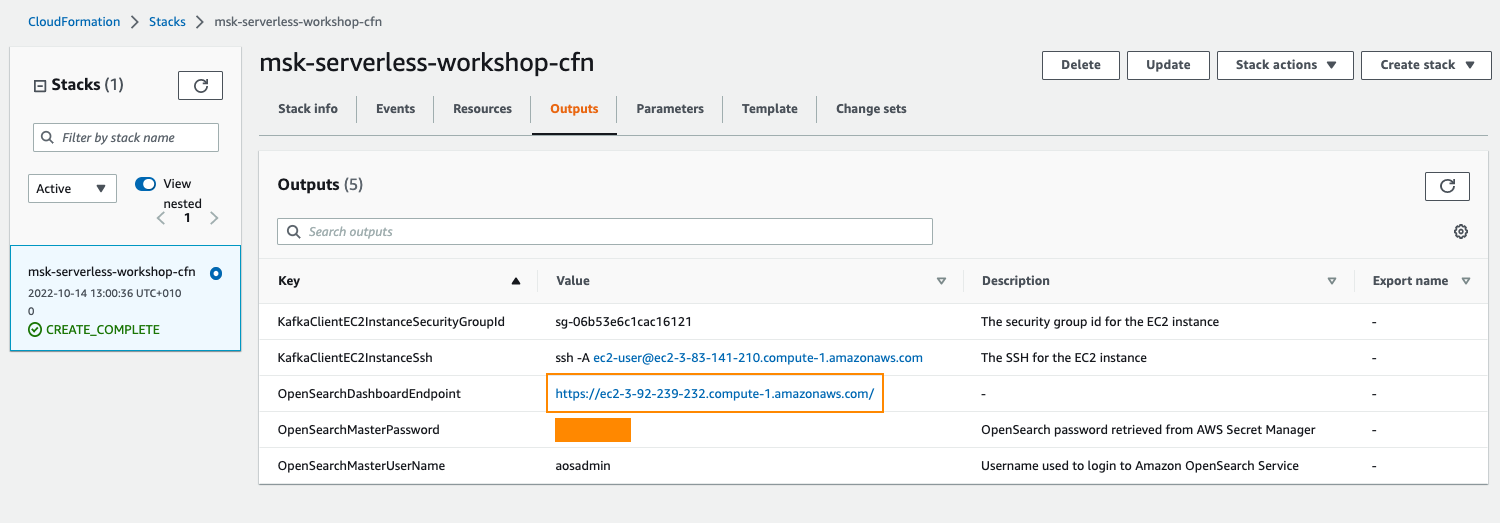 CloudFormation > Stacks > msk-serverless-workshop-cfn
Stacks (1)
Filter by stack name
Active
View
nested
1
msk-serverless-workshop-cfn
2022-10-14 13:00:36 UTC+010
0
CREATE_COMPLETE
msk-serverless-workshop-cfn
Delete Update Stack actions Create stack
Stack info Events Resources Outputs Parameters Template Change sets
Outputs (5)
Search outputs
Key Value Description Export name
KafkaClientEC2InstanceSecurityGroupId sg-06b53e6c1cac16121 The security group id for the EC2 instance -
KafkaClientEC2InstanceSsh ssh -A ec2-user@ec2-3-83-141-210.compute-1.amazonaws.com The SSH for the EC2 instance -
OpenSearchDashboardEndpoint https://ec2-3-92-239-232.compute-1.amazonaws.com/ - -
OpenSearchMasterPassword OpenSearch password retrieved from AWS Secret Manager -
OpenSearchMasterUserName aosadmin Username used to login to Amazon OpenSearch Service -